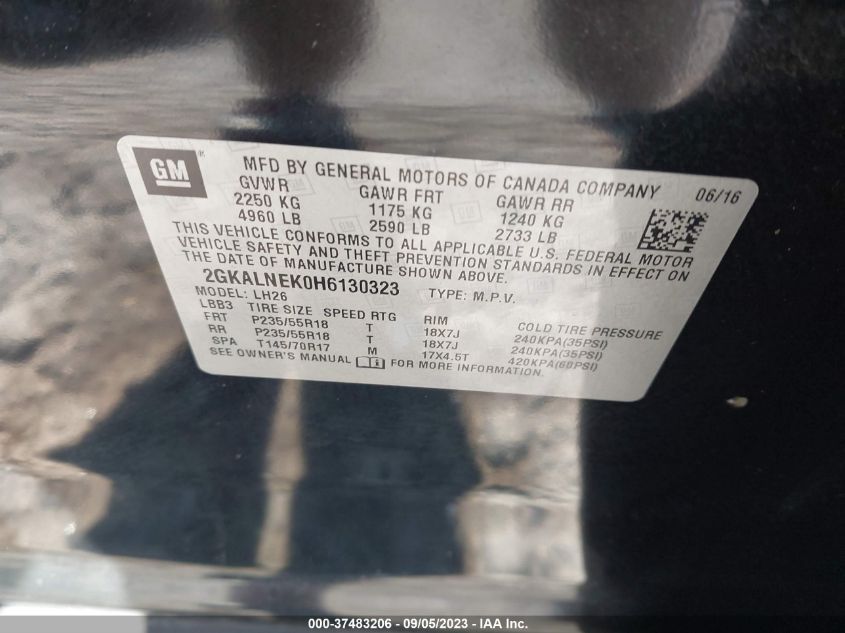 GM ®
MFD BY GENERAL MOTORS OF CANADA COMPANY 06/16
GVWR GAWR FRT GAWR RR
2250 KG 1175 KG 1240 KG
4960 LB 2590 LB 2733 LB
THIS VEHICLE CONFORMS TO ALL APPLICABLE U.S. FEDERAL MOTOR
VEHICLE SAFETY AND THEFT PREVENTION STANDARDS IN EFFECT ON
THE DATE OF MANUFACTURE SHOWN ABOVE.
2GKALNEK0H6130323 TYPE: M.P.V.
MODEL: LH26
LBB3 TIRE SIZE SPEED RTG RIM COLD TIRE PRESSURE
FRT P235/55R18 T 18X7J 240KPA(35PSI)
RR P235/55R18 T 18X7J 240KPA(35PSI)
SPA T145/70R17 M 17X4.5T 420KPA(60PSI)
SEE OWNER'S MANUAL FOR MORE INFORMATION.
000-37483206 - 09/05/2023 - IAA Inc.